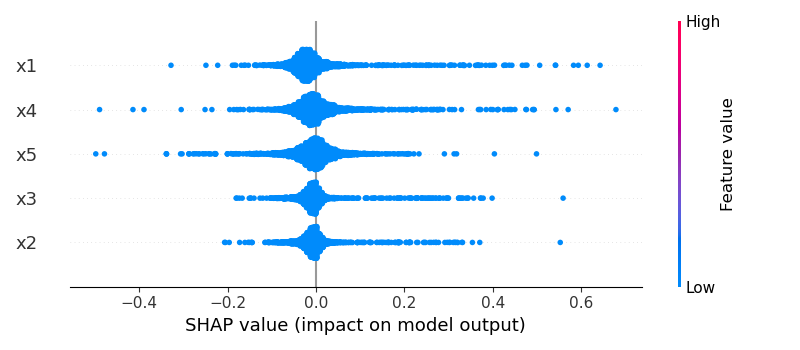 High
x1
x4
x5
x3
x2
Feature value
Low
−0.4 −0.2 0.0 0.2 0.4 0.6
SHAP value (impact on model output)